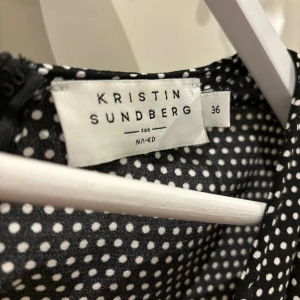 KRISTIN
SUNDBERG
FOR
NA-KD
36